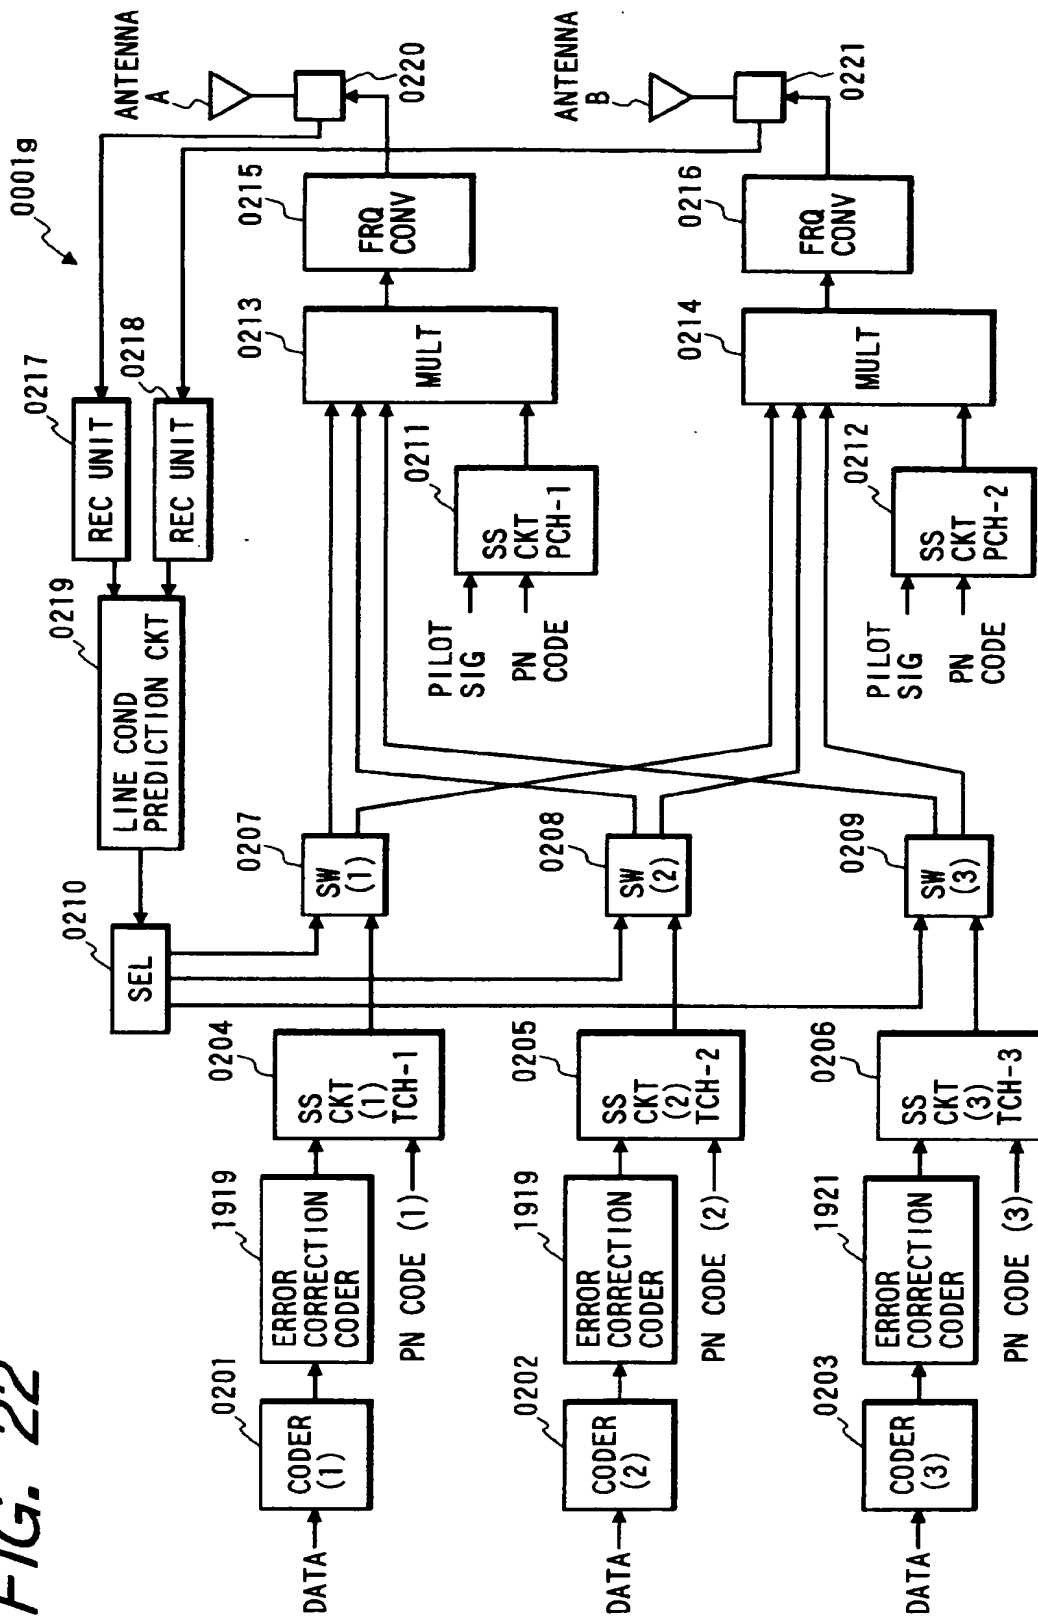 FIG. 22
0001g
ANTENNA
A
0220
0217
REC UNIT
0218
REC UNIT
0219
LINE COND
PREDICTION CKT
0210
SEL
0215
FRQ
CONV
0213
MULT
0211
SS
CKT
PCH-1
PILOT
SIG
PN
CODE
0207
SW
(1)
0204
SS
CKT
(1)
TCH-1
1919
ERROR
CORRECTION
CODER
PN CODE (1)
0201
CODER
(1)
DATA
ANTENNA
B
0221
0216
FRQ
CONV
0214
MULT
0212
SS
CKT
PCH-2
PILOT
SIG
PN
CODE
0208
SW
(2)
0205
SS
CKT
(2)
TCH-2
1919
ERROR
CORRECTION
CODER
PN CODE (2)
0202
CODER
(2)
DATA
0209
SW
(3)
0206
SS
CKT
(3)
TCH-3
1921
ERROR
CORRECTION
CODER
PN CODE (3)
0203
CODER
(3)
DATA